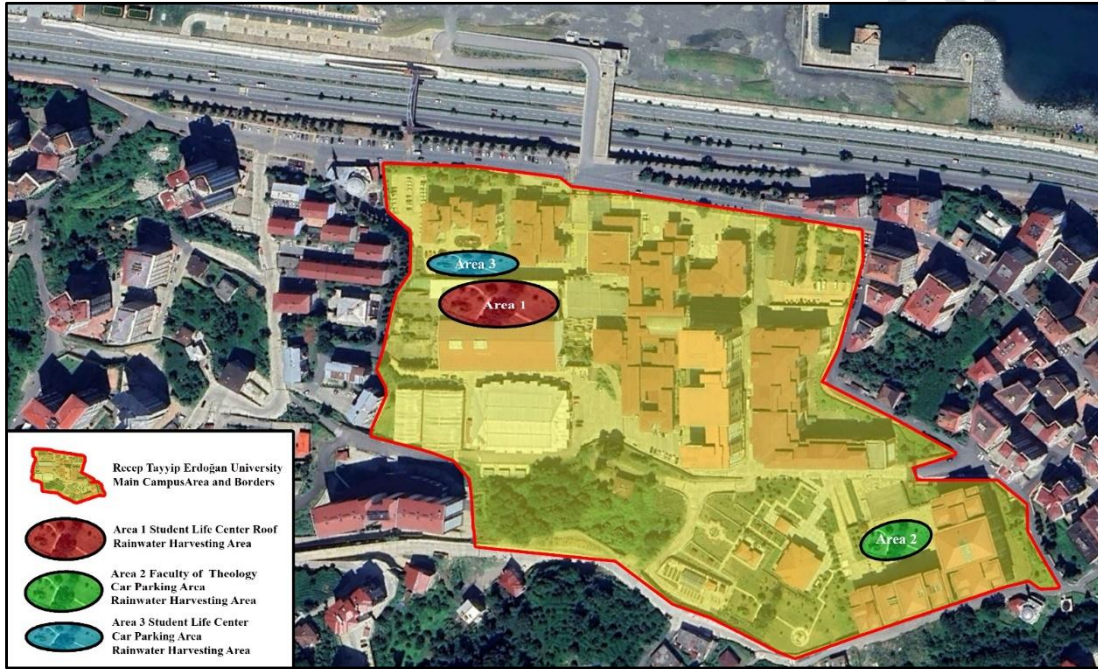 Area 3
Area 1
Area 2
Recep Tayyip Erdoğan University
Main CampusArea and Borders
Area 1 Student Life Center Roof
Rainwater Harvesting Area
Area 2 Faculty of Theology
Car Parking Area
Rainwater Harvesting Area
Area 3 Student Life Center
Car Parking Area
Rainwater Harvesting Area